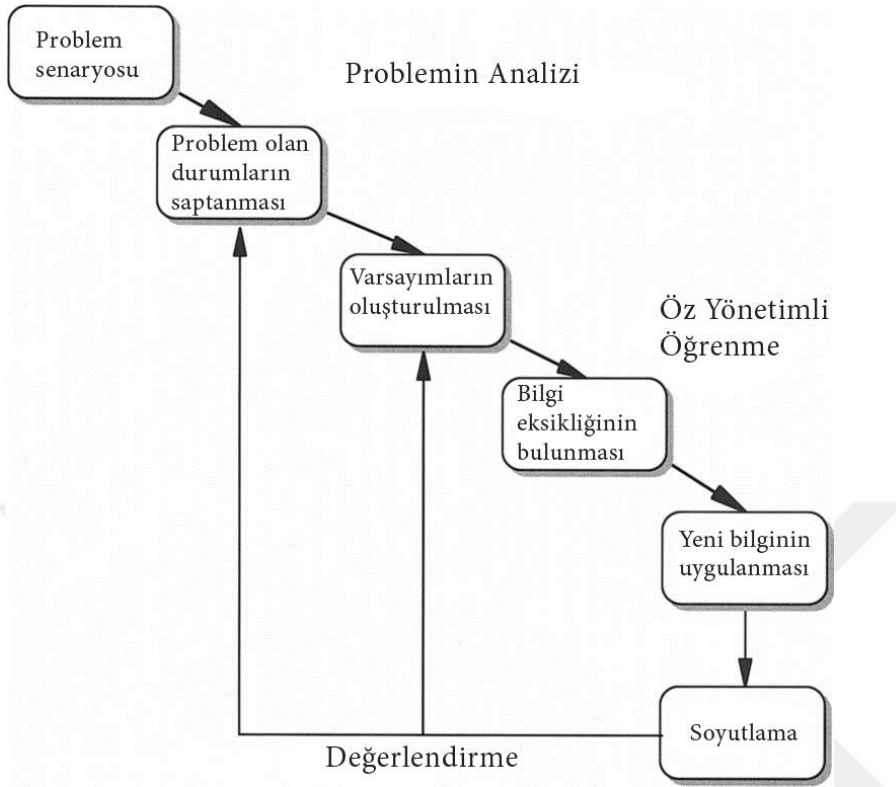 Problem
senaryosu
Problemin Analizi
Problem olan
durumların
saptanması
Varsayımların
oluşturulması
Öz Yönetimli
Öğrenme
Bilgi
eksikliğinin
bulunması
Yeni bilginin
uygulanması
Soyutlama
Değerlendirme